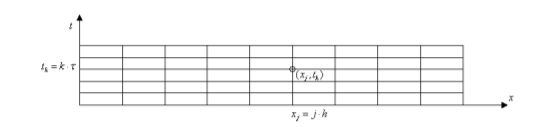 t
t_k = k · τ
(x_j, t_k)
x
x_j = j · h